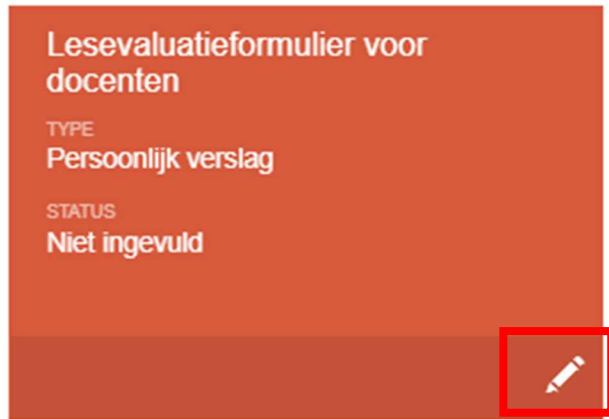 Lesevaluatieformulier voor
docenten
TYPE
Persoonlijk verslag
STATUS
Niet ingevuld